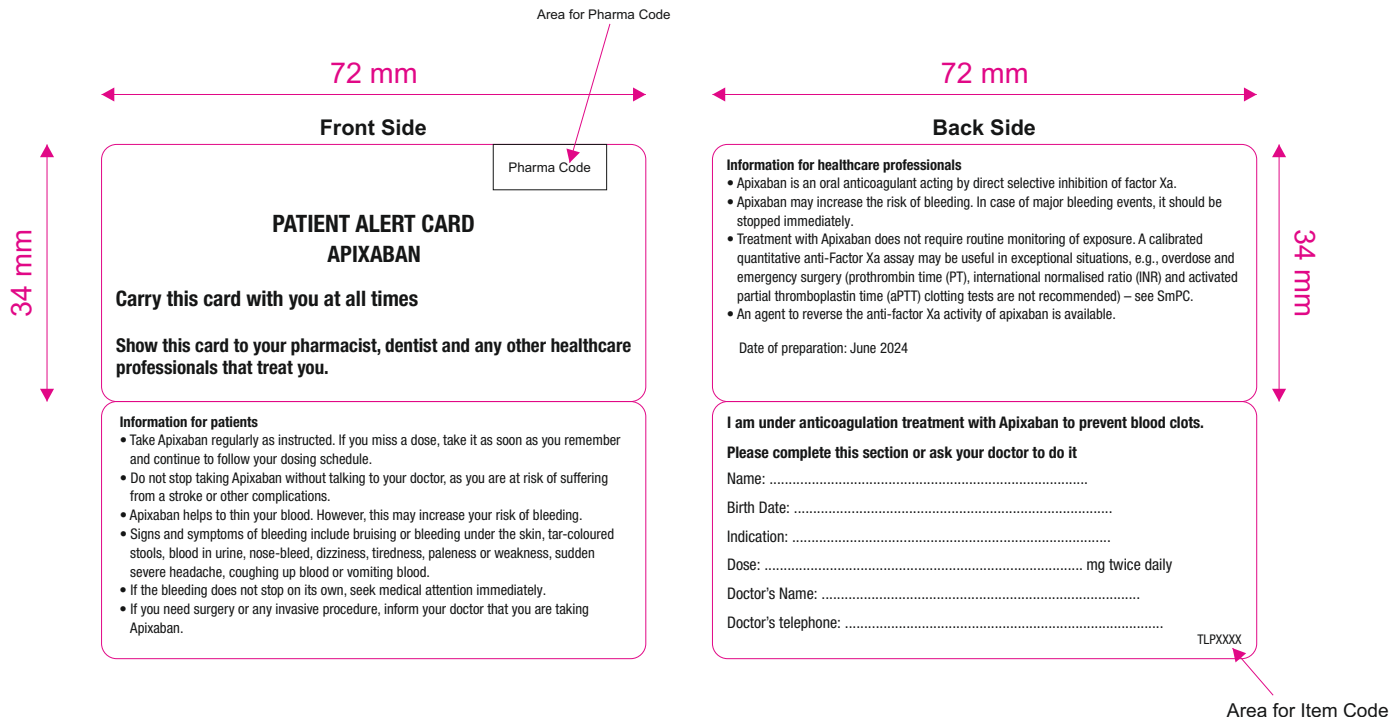 Area for Pharma Code
72 mm
Front Side
34 mm
Pharma Code
PATIENT ALERT CARD
APIXABAN
Carry this card with you at all times
Show this card to your pharmacist, dentist and any other healthcare
professionals that treat you.
Information for patients
• Take Apixaban regularly as instructed. If you miss a dose, take it as soon as you remember
and continue to follow your dosing schedule.
• Do not stop taking Apixaban without talking to your doctor, as you are at risk of suffering
from a stroke or other complications.
• Apixaban helps to thin your blood. However, this may increase your risk of bleeding.
• Signs and symptoms of bleeding include bruising or bleeding under the skin, tar-coloured
stools, blood in urine, nose-bleed, dizziness, tiredness, paleness or weakness, sudden
severe headache, coughing up blood or vomiting blood.
• If the bleeding does not stop on its own, seek medical attention immediately.
• If you need surgery or any invasive procedure, inform your doctor that you are taking
Apixaban.
72 mm
Back Side
34 mm
Information for healthcare professionals
• Apixaban is an oral anticoagulant acting by direct selective inhibition of factor Xa.
• Apixaban may increase the risk of bleeding. In case of major bleeding events, it should be
stopped immediately.
• Treatment with Apixaban does not require routine monitoring of exposure. A calibrated
quantitative anti-Factor Xa assay may be useful in exceptional situations, e.g., overdose and
emergency surgery (prothrombin time (PT), international normalised ratio (INR) and activated
partial thromboplastin time (aPTT) clotting tests are not recommended) – see SmPC.
• An agent to reverse the anti-factor Xa activity of apixaban is available.
Date of preparation: June 2024
I am under anticoagulation treatment with Apixaban to prevent blood clots.
Please complete this section or ask your doctor to do it
Name: ...................................................................................
Birth Date: ...................................................................................
Indication: ...................................................................................
Dose: ................................................................................... mg twice daily
Doctor's Name: ...................................................................................
Doctor's telephone: ...................................................................................
TLPXXXX
Area for Item Code